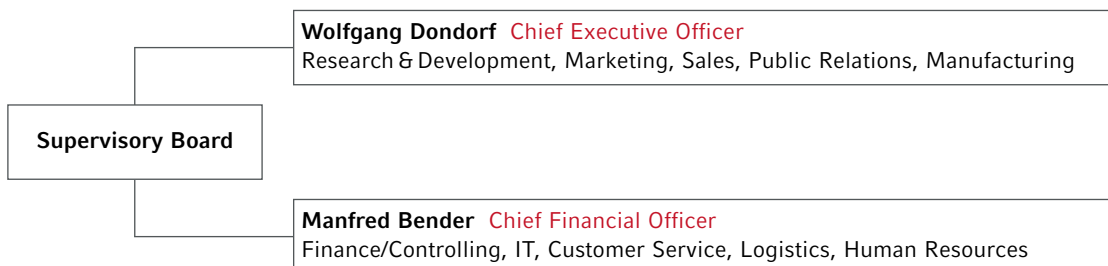 Wolfgang Dondorf Chief Executive Officer
Research & Development, Marketing, Sales, Public Relations, Manufacturing
Supervisory Board
Manfred Bender Chief Financial Officer
Finance/Controlling, IT, Customer Service, Logistics, Human Resources